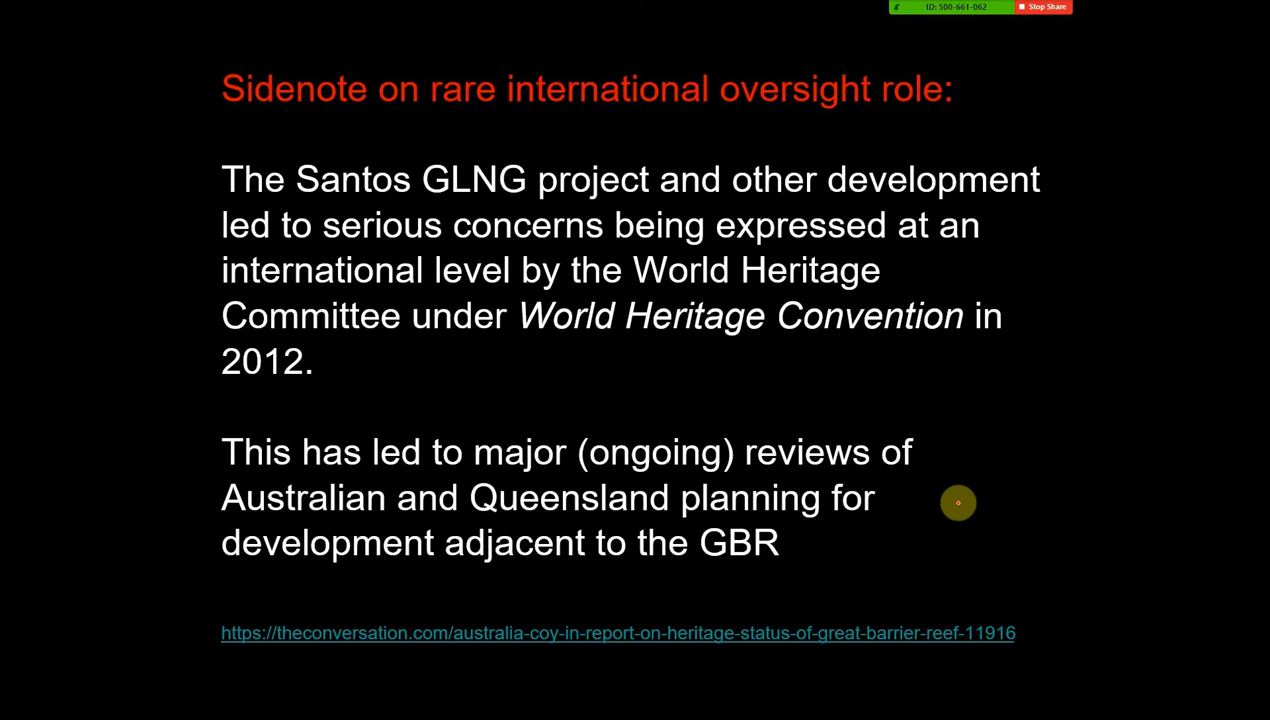 ID: 500-661-062
Stop Share
Sidenote on rare international oversight role:
The Santos GLNG project and other development
led to serious concerns being expressed at an
international level by the World Heritage
Committee under World Heritage Convention in
2012.
This has led to major (ongoing) reviews of
Australian and Queensland planning for
development adjacent to the GBR
https://theconversation.com/australia-coy-in-report-on-heritage-status-of-great-barrier-reef-11916